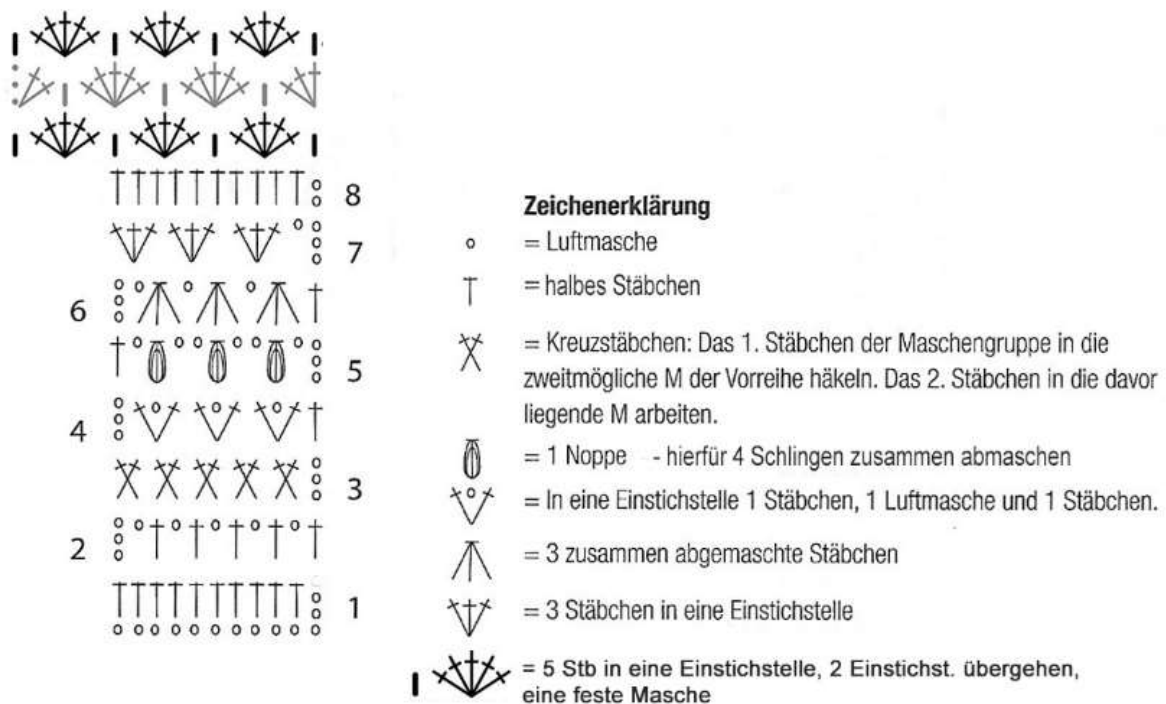 8
7
6
5
4
3
2
1
Zeichenerklärung
= Luftmasche
= halbes Stäbchen
= Kreuzstäbchen: Das 1. Stäbchen der Maschengruppe in die
zweitmögliche M der Vorreihe häkeln. Das 2. Stäbchen in die davor
liegende M arbeiten.
= 1 Noppe - hierfür 4 Schlingen zusammen abmaschen
= In eine Einstichstelle 1 Stäbchen, 1 Luftmasche und 1 Stäbchen.
= 3 zusammen abgemaschte Stäbchen
= 3 Stäbchen in eine Einstichstelle
= 5 Stb in eine Einstichstelle, 2 Einstichst. übergehen,
eine feste Masche